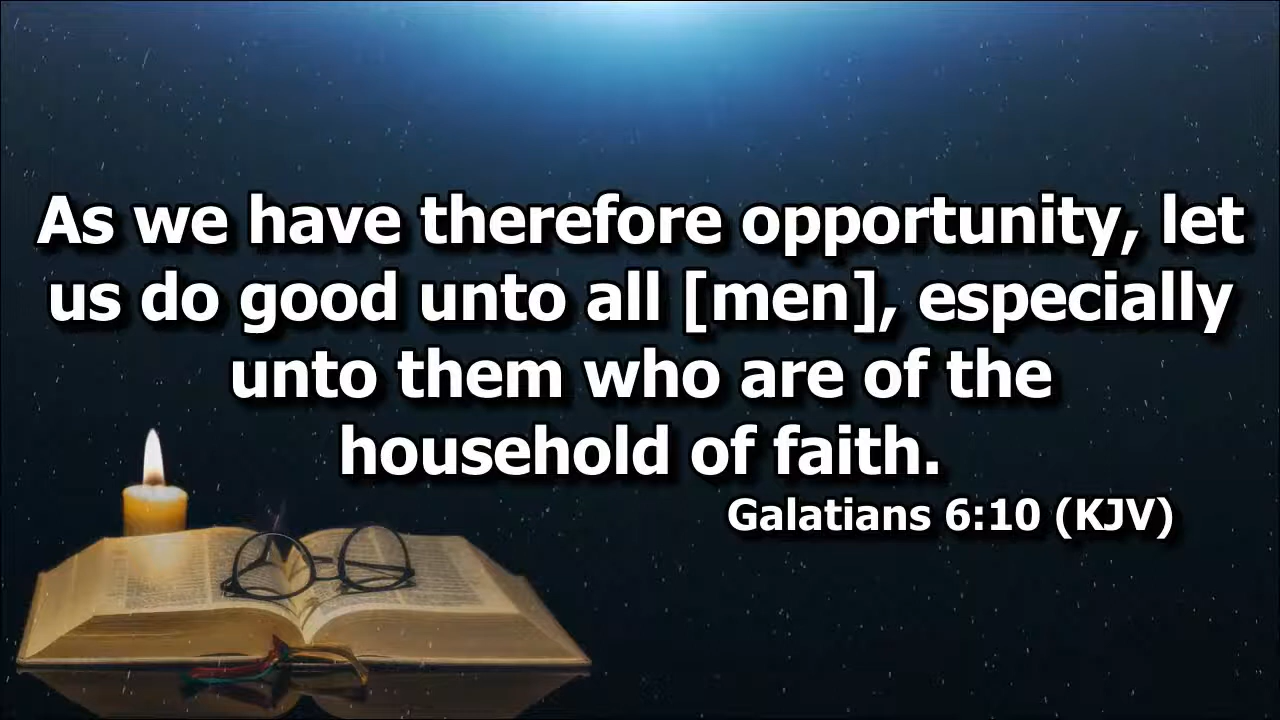 As we have therefore opportunity, let
us do good unto all [men], especially
unto them who are of the
household of faith.
Galatians 6:10 (KJV)